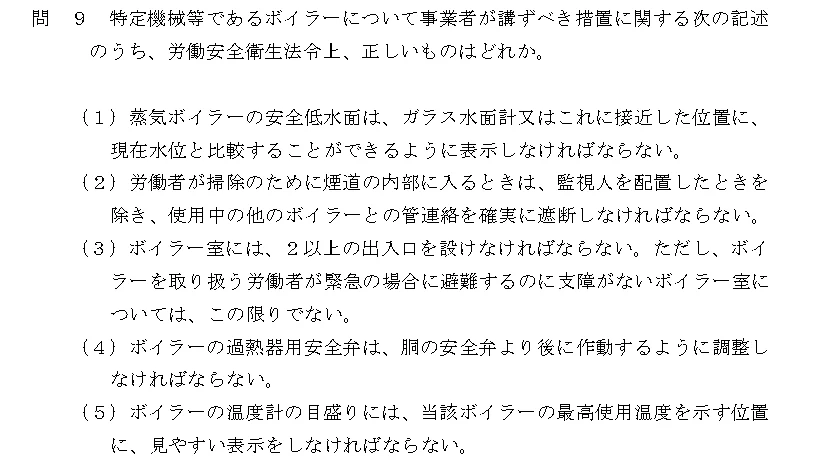 問 ９ 特定機械等であるボイラーについて事業者が講ずべき措置に関する次の記述
のうち、労働安全衛生法令上、正しいものはどれか。
（１）蒸気ボイラーの安全低水面は、ガラス水面計又はこれに接近した位置に、
現在水位と比較することができるように表示しなければならない。
（２）労働者が掃除のために煙道の内部に入るときは、監視人を配置したときを
除き、使用中の他のボイラーとの管連絡を確実に遮断しなければならない。
（３）ボイラー室には、２以上の出入口を設けなければならない。ただし、ボイ
ラーを取り扱う労働者が緊急の場合に避難するのに支障がないボイラー室に
ついては、この限りでない。
（４）ボイラーの過熱器用安全弁は、胴の安全弁より後に作動するように調整し
なければならない。
（５）ボイラーの温度計の目盛りには、当該ボイラーの最高使用温度を示す位置
に、見やすい表示をしなければならない。